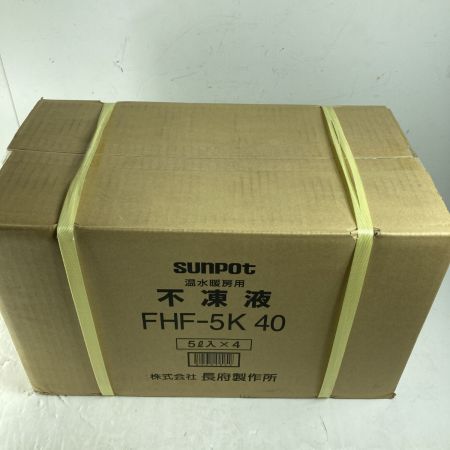 SUNPOT
温水暖房用
不凍液
FHF-5K 40
5ℓ入×4
株式会社 長府製作所